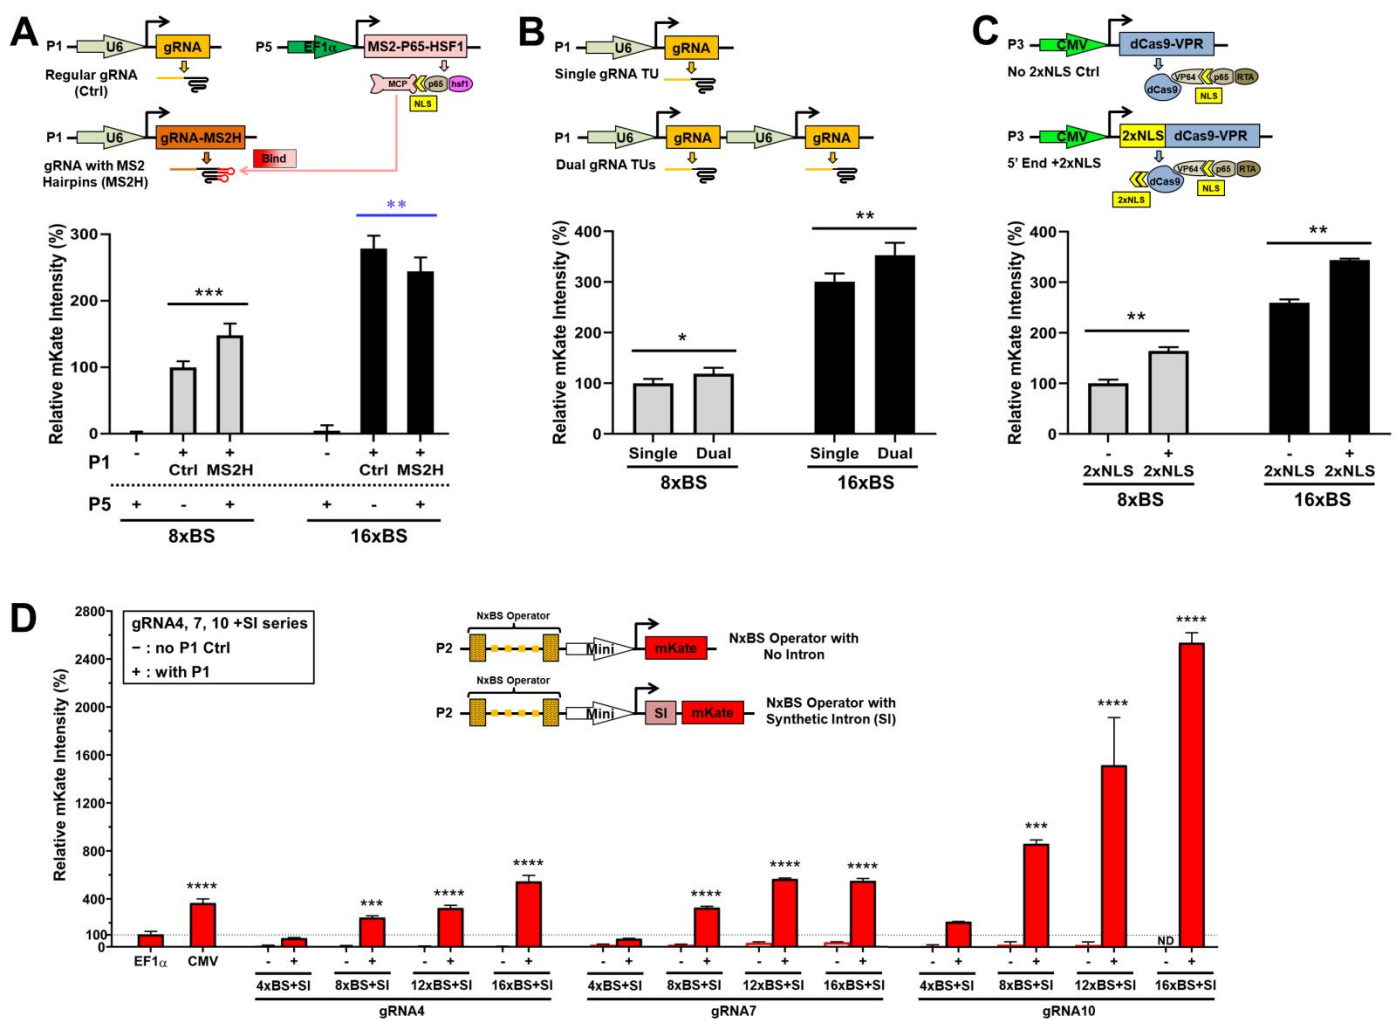 A
P1 U6 gRNA
Regular gRNA
(Ctrl)
P5 EF1α MS2-P65-HSF1
MCP p65 hsf1
NLS
P1 U6 gRNA-MS2H
gRNA with MS2
Hairpins (MS2H)
Bind
Relative mKate Intensity (%)
300
200
100
0
***
**
P1 - + + - + +
Ctrl MS2H Ctrl MS2H
P5 + - + + - +
8xBS 16xBS
B
P1 U6 gRNA
Single gRNA TU
P1 U6 gRNA U6 gRNA
Dual gRNA TUs
Relative mKate Intensity (%)
400
300
200
100
0
*
**
Single Dual Single Dual
8xBS 16xBS
C
P3 CMV dCas9-VPR
No 2xNLS Ctrl
dCas9 VP64 p65 RTA
NLS
P3 CMV 2xNLS dCas9-VPR
5' End +2xNLS
dCas9 VP64 p65 RTA
2xNLS NLS
Relative mKate Intensity (%)
400
300
200
100
0
**
**
- + - +
2xNLS 2xNLS 2xNLS 2xNLS
8xBS 16xBS
D
Relative mKate Intensity (%)
2800
2400
2000
1600
1200
800
400
100
0
gRNA4, 7, 10 +SI series
− : no P1 Ctrl
+ : with P1
NxBS Operator
P2 Mini mKate
NxBS Operator with
No Intron
NxBS Operator
P2 Mini SI mKate
NxBS Operator with
Synthetic Intron (SI)
**** *** **** **** **** **** **** *** **** ****
ND
EF1α CMV - + - + - + - + - + - + - + - + - + - + - + - +
4xBS+SI 8xBS+SI 12xBS+SI 16xBS+SI 4xBS+SI 8xBS+SI 12xBS+SI 16xBS+SI 4xBS+SI 8xBS+SI 12xBS+SI 16xBS+SI
gRNA4 gRNA7 gRNA10